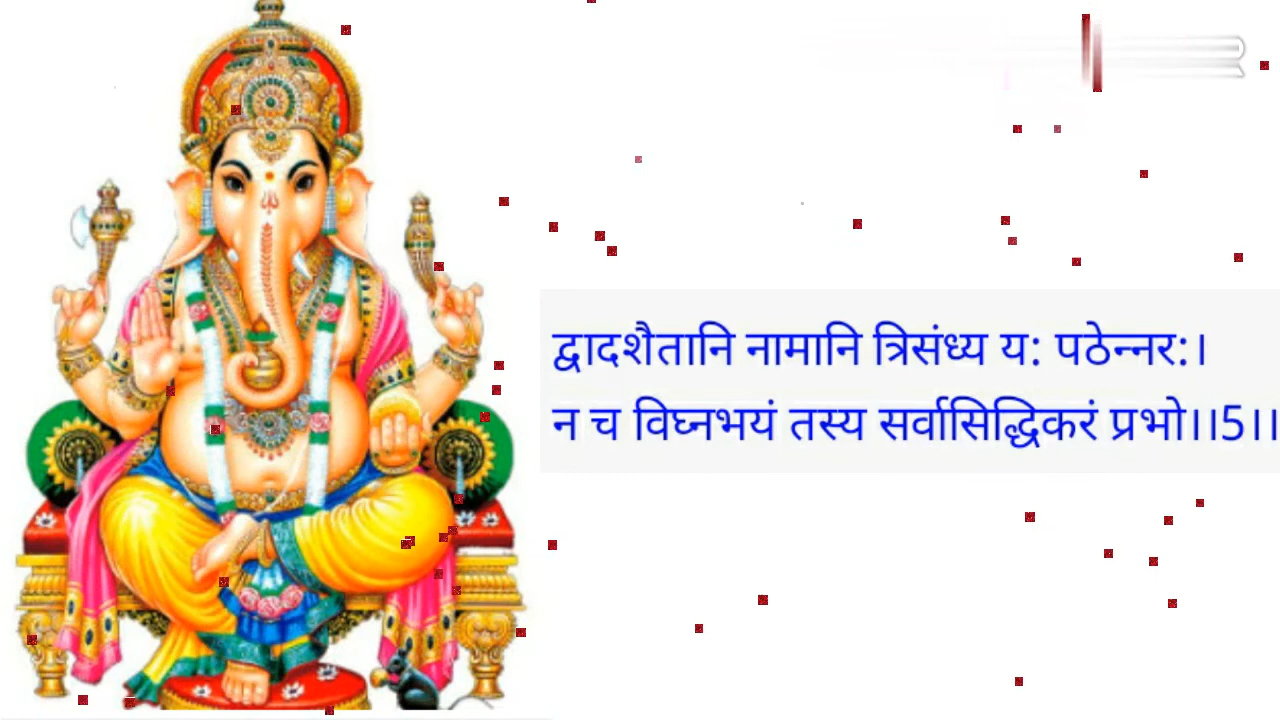 द्वादशैतानि नामानि त्रिसंध्य य: पठेन्नर:।
न च विघ्नभयं तस्य सर्वासिद्धिकरं प्रभो।।5।।